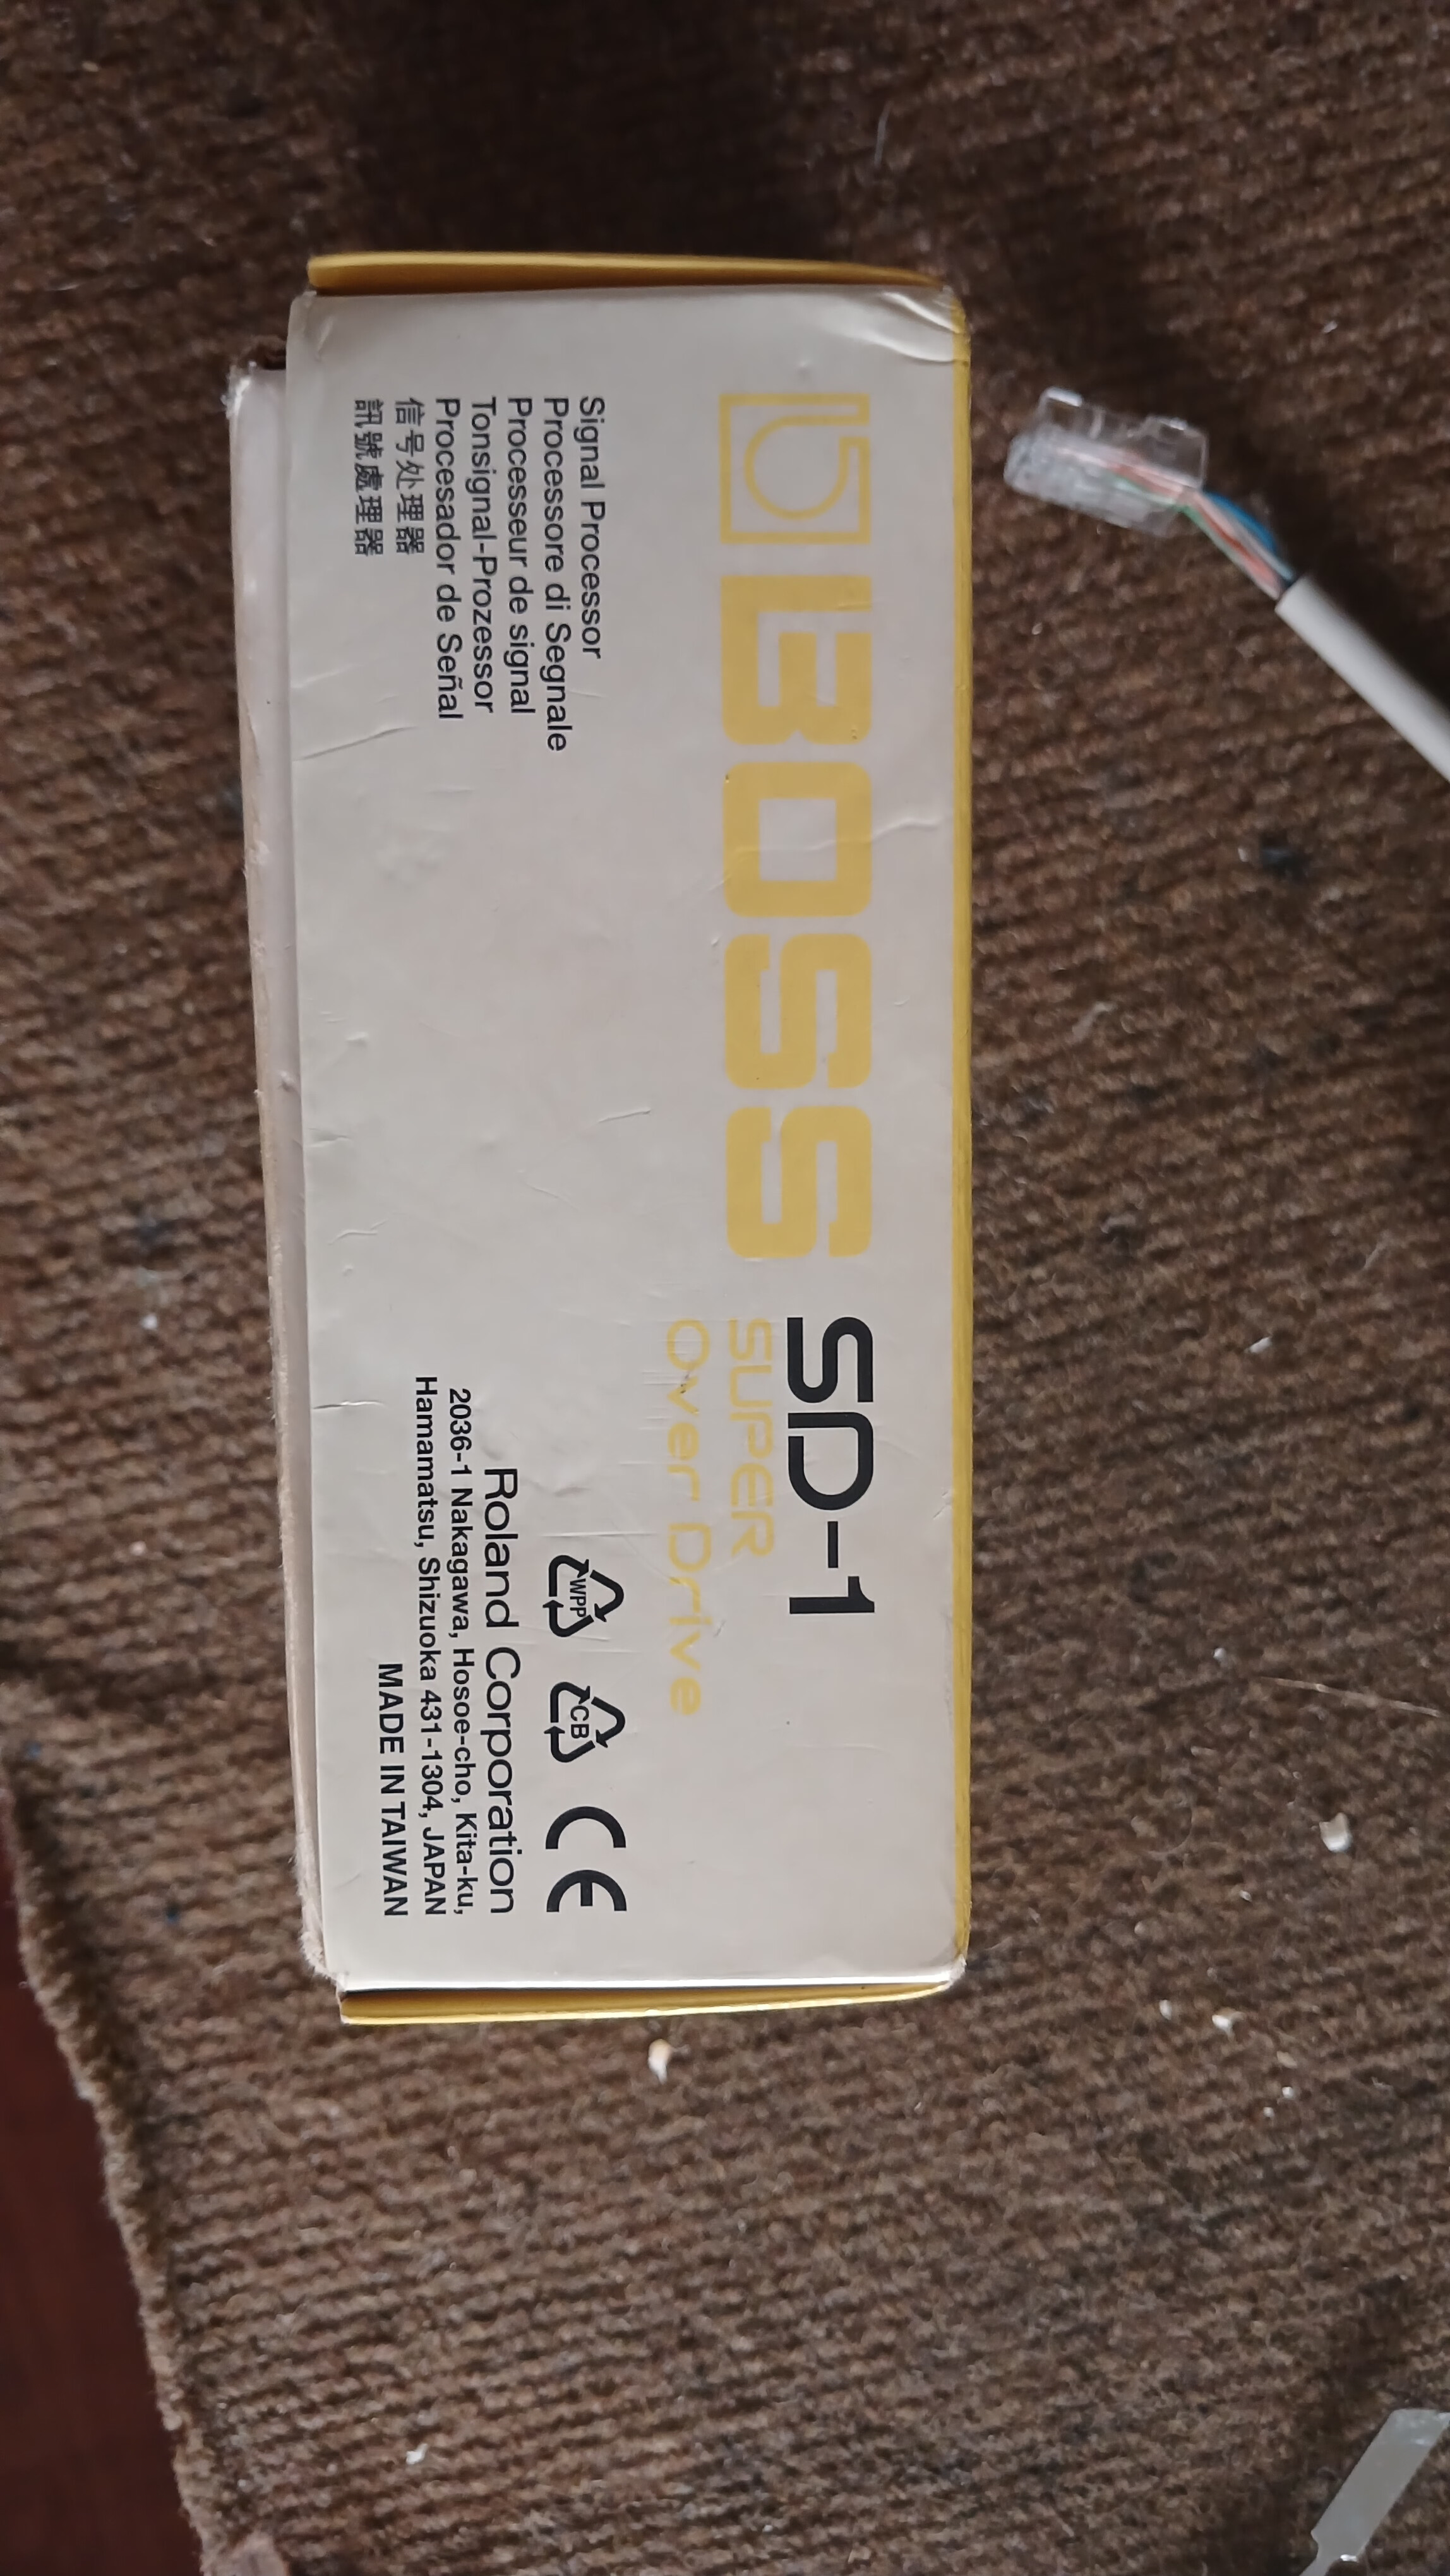 BOSS
SD-1
SUPER
Over Drive
Signal Processor
Processore di Segnale
Processeur de signal
Tonsignal-Prozessor
Procesador de Señal
信号处理器
訊號處理器
WPP
CB
CE
Roland Corporation
2036-1 Nakagawa, Hosoe-cho, Kita-ku,
Hamamatsu, Shizuoka 431-1304, JAPAN
MADE IN TAIWAN